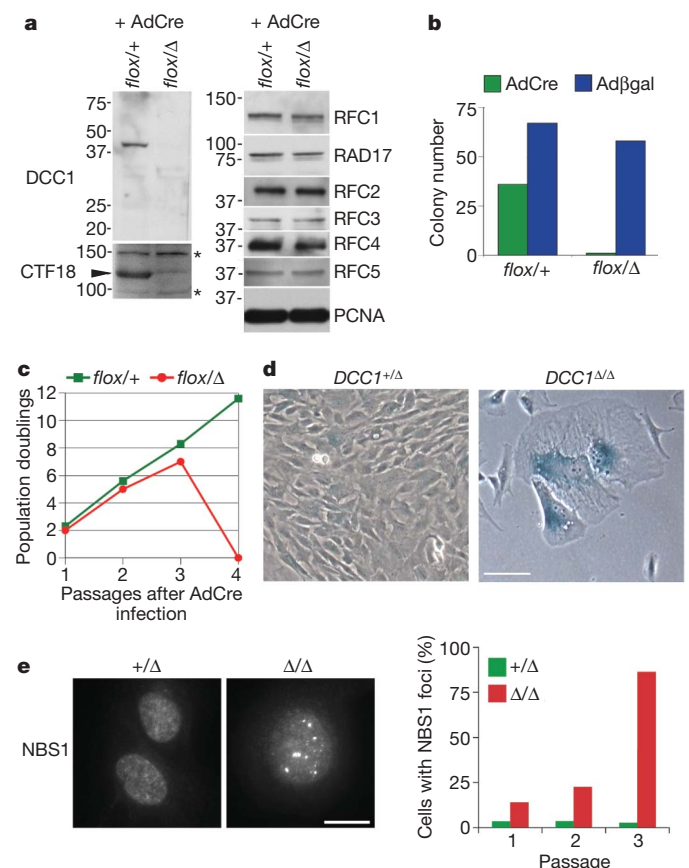 a
+ AdCre
flox/+
flox/Δ
75-
50-
37-
DCC1
25-
20-
150-
*
CTF18
100-
*
+ AdCre
flox/+
flox/Δ
150-
RFC1
100-
75-
RAD17
37-
RFC2
37-
RFC3
37-
RFC4
37-
RFC5
37-
PCNA
b
AdCre
Adβgal
Colony number
75
50
25
0
flox/+
flox/Δ
c
flox/+
flox/Δ
Population doublings
12
10
8
6
4
2
0
1 2 3 4
Passages after AdCre
infection
d
DCC1+/Δ
DCC1Δ/Δ
e
+/Δ
Δ/Δ
NBS1
Cells with NBS1 foci (%)
100
75
50
25
0
+/Δ
Δ/Δ
1 2 3
Passage